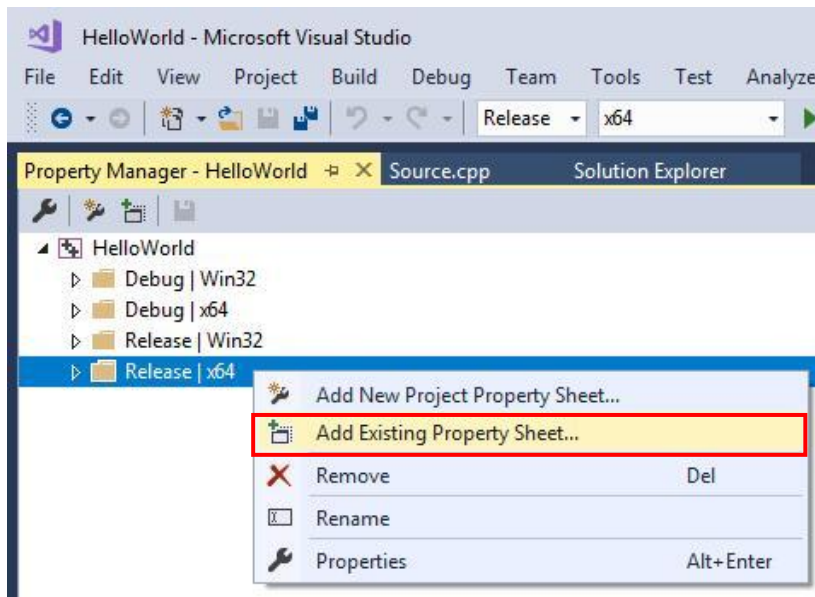 HelloWorld - Microsoft Visual Studio
File Edit View Project Build Debug Team Tools Test Analyze
Release x64
Property Manager - HelloWorld Source.cpp Solution Explorer
HelloWorld
Debug | Win32
Debug | x64
Release | Win32
Release | x64
Add New Project Property Sheet...
Add Existing Property Sheet...
Remove Del
Rename
Properties Alt+Enter